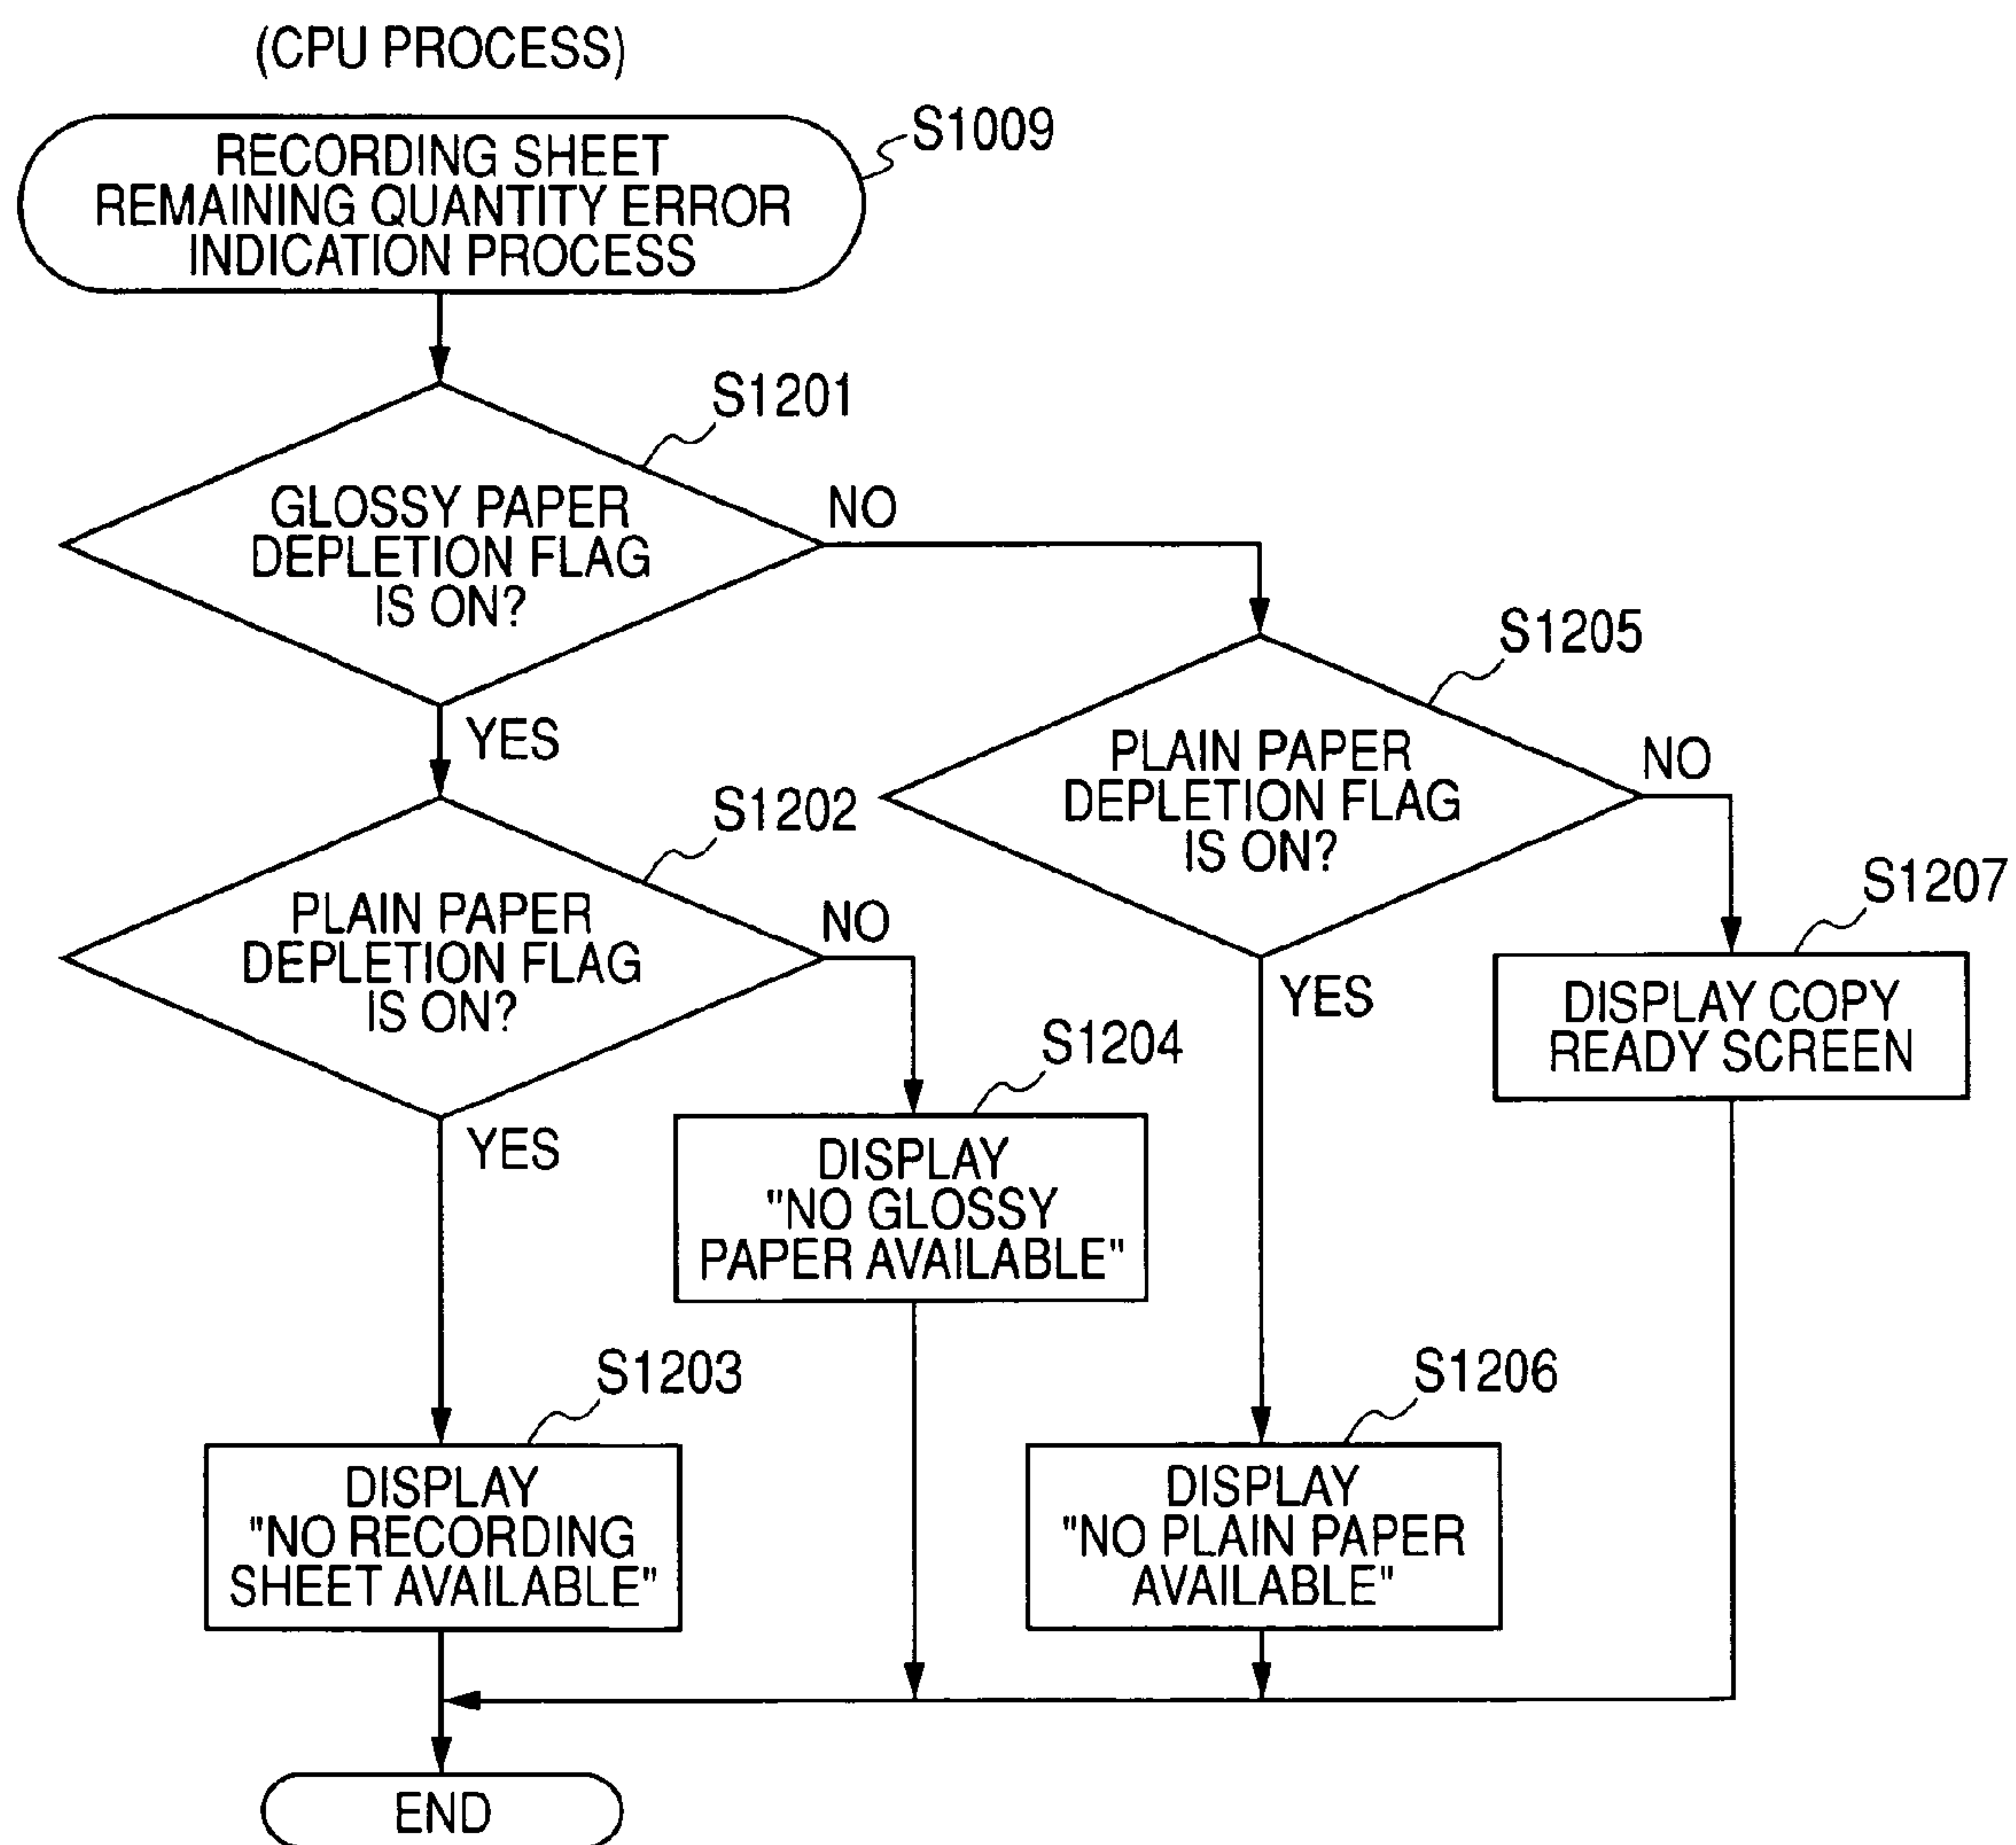 (CPU PROCESS)
RECORDING SHEET
REMAINING QUANTITY ERROR
INDICATION PROCESS
S1009
S1201
GLOSSY PAPER
DEPLETION FLAG
IS ON?
NO
YES
S1205
PLAIN PAPER
DEPLETION FLAG
IS ON?
NO
YES
S1202
PLAIN PAPER
DEPLETION FLAG
IS ON?
NO
YES
S1207
DISPLAY COPY
READY SCREEN
S1204
DISPLAY
"NO GLOSSY
PAPER AVAILABLE"
S1203
DISPLAY
"NO RECORDING
SHEET AVAILABLE"
S1206
DISPLAY
"NO PLAIN PAPER
AVAILABLE"
END